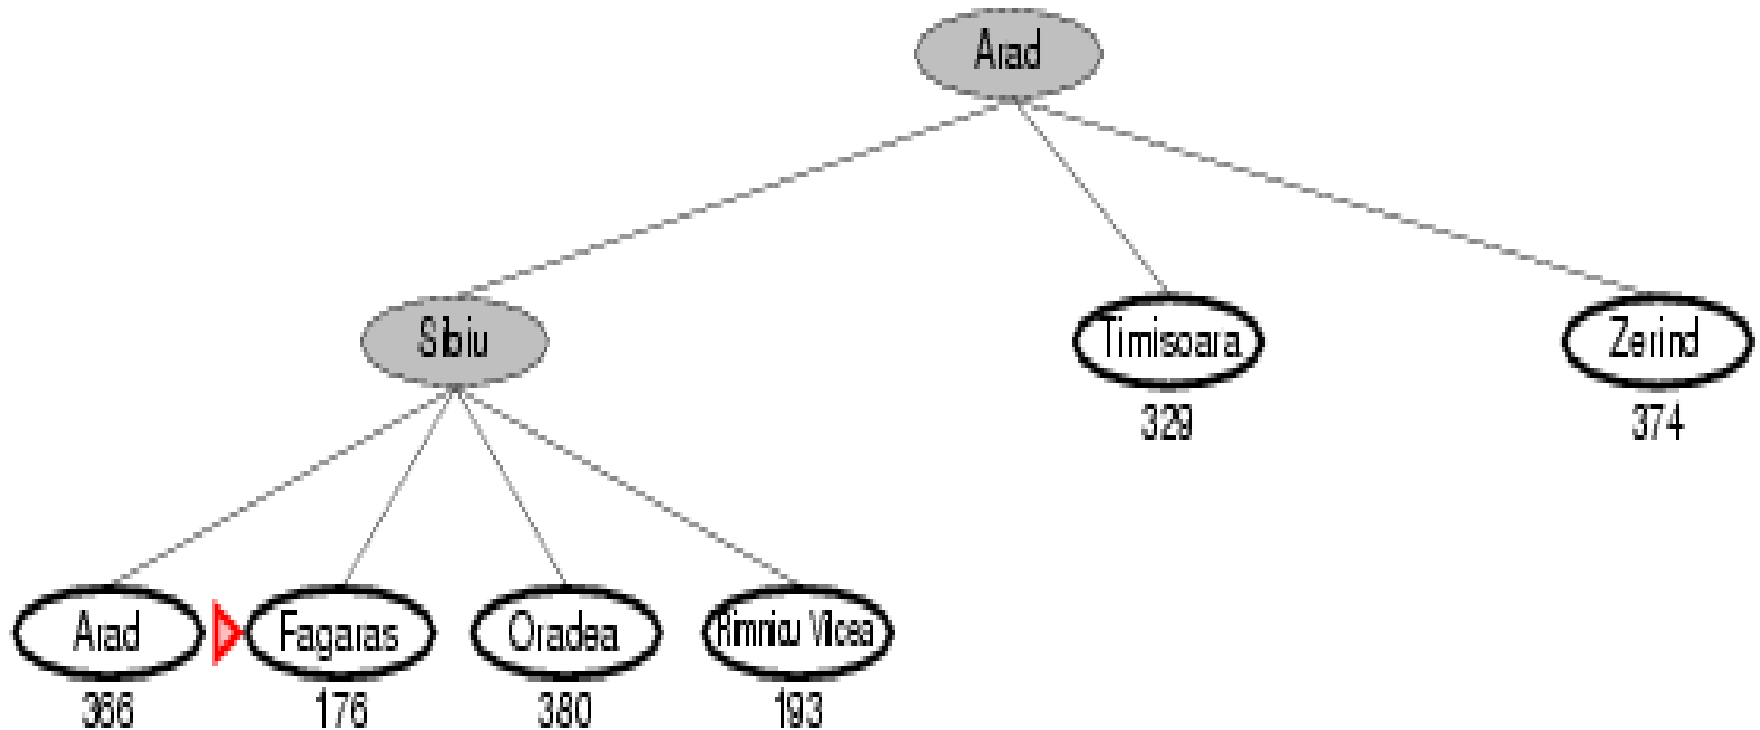 Arad
Sibiu
Timisoara
Zerind
329
374
Arad
Fagaras
Oradea
Rimnicu Vilcea
366
176
380
193